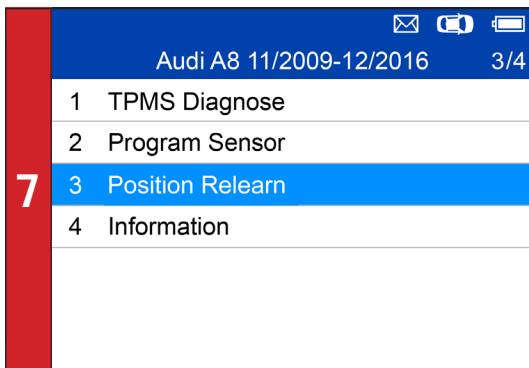 Audi A8 11/2009-12/2016 3/4
1 TPMS Diagnose
2 Program Sensor
7
3 Position Relearn
4 Information